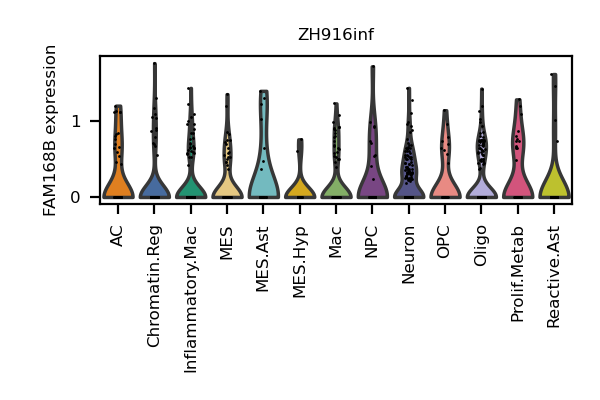 ZH916inf
FAM168B expression
1
0
AC
Chromatin.Reg
Inflammatory.Mac
MES
MES.Ast
MES.Hyp
Mac
NPC
Neuron
OPC
Oligo
Prolif.Metab
Reactive.Ast